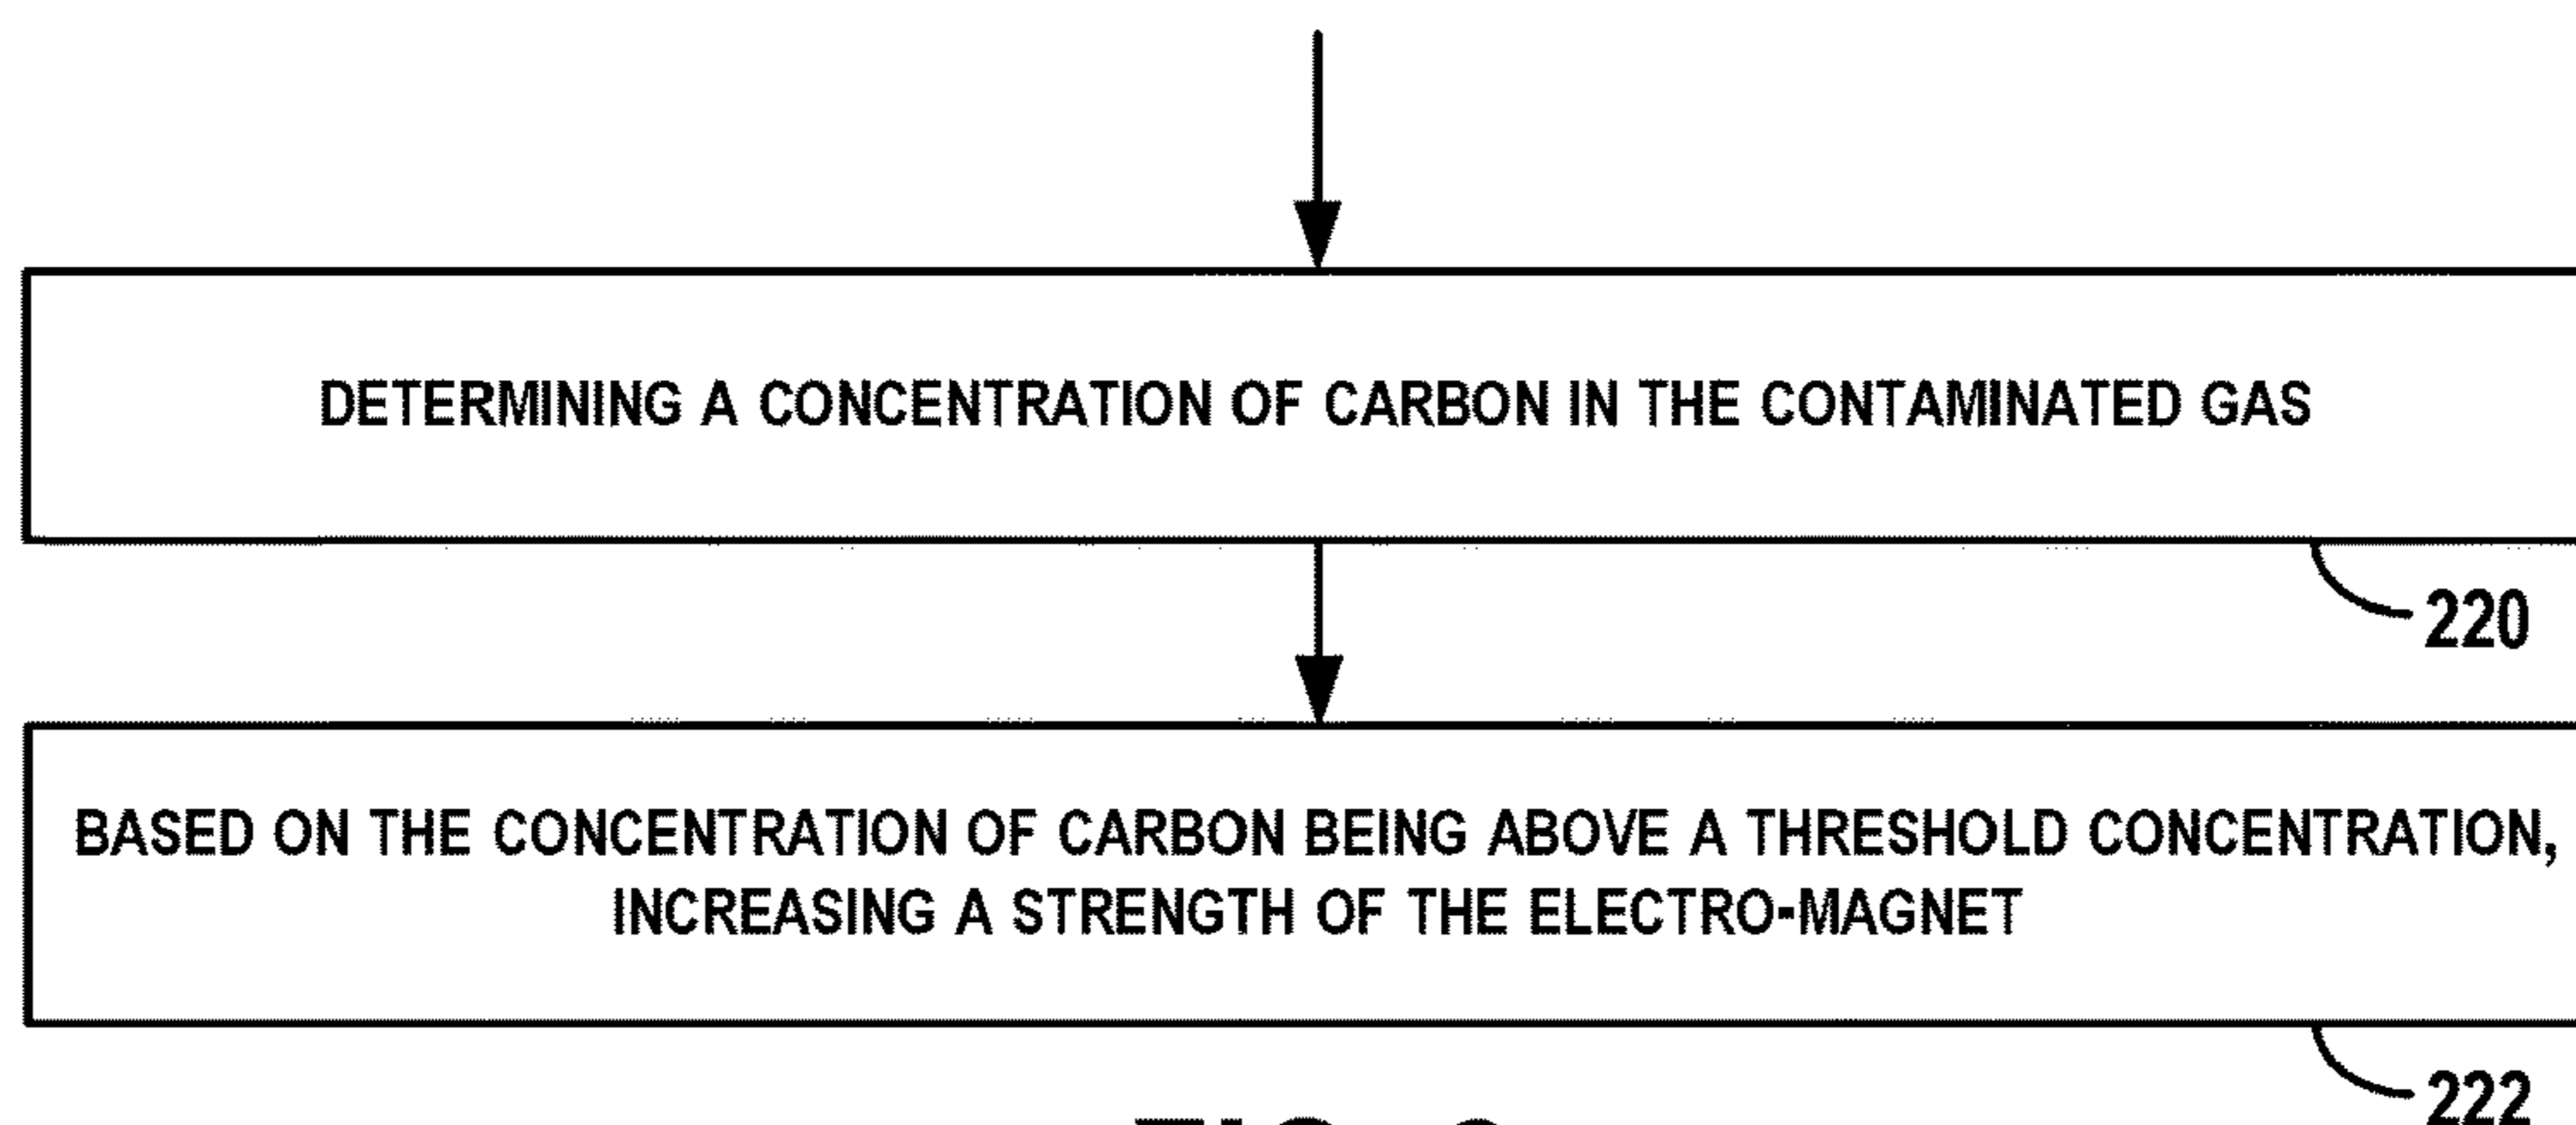 DETERMINING A CONCENTRATION OF CARBON IN THE CONTAMINATED GAS
220
BASED ON THE CONCENTRATION OF CARBON BEING ABOVE A THRESHOLD CONCENTRATION,
INCREASING A STRENGTH OF THE ELECTRO-MAGNET
222